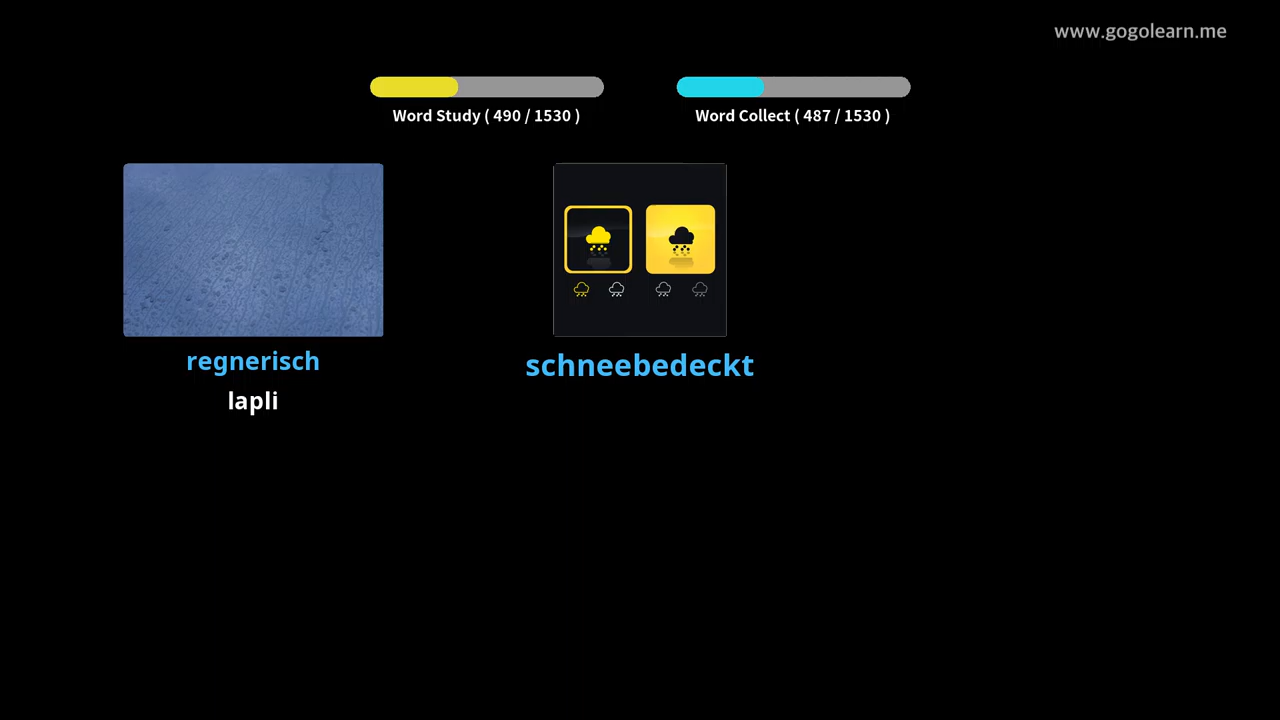 www.gogolearn.me
Word Study ( 490 / 1530 )
Word Collect ( 487 / 1530 )
regnerisch
lapli
schneebedeckt